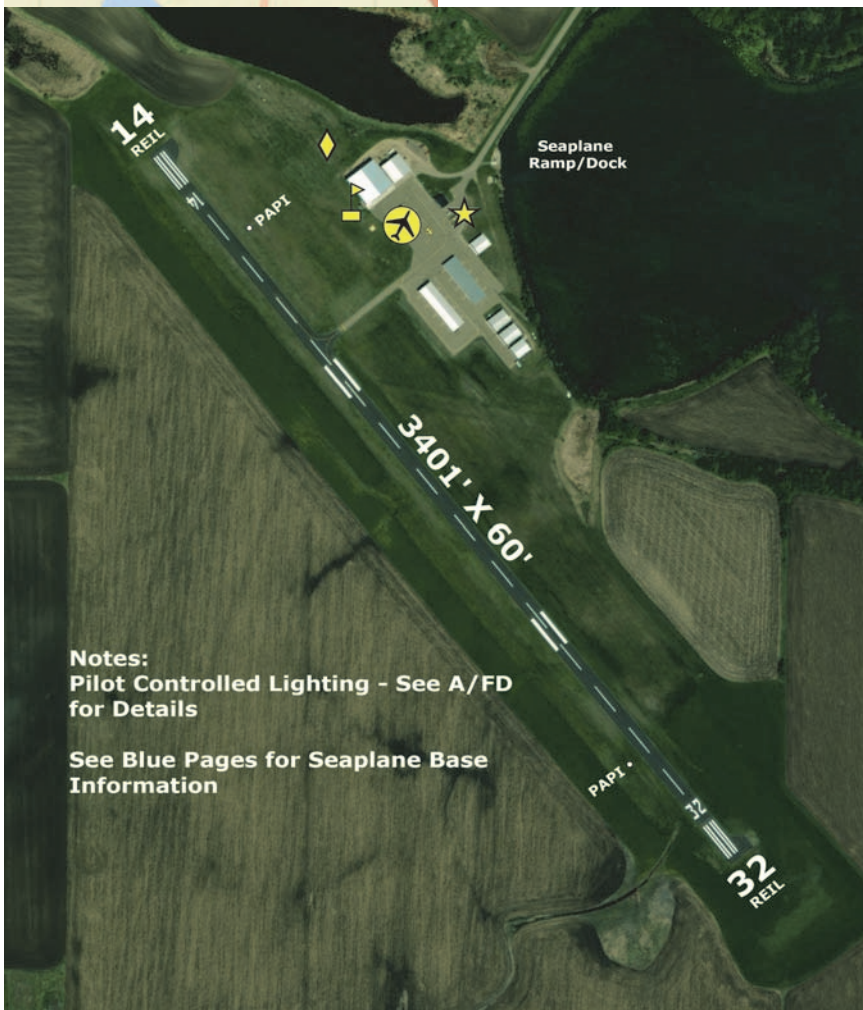 14
REIL
14
PAPI
Seaplane
Ramp/Dock
3401' X 60'
Notes:
Pilot Controlled Lighting - See A/FD
for Details
See Blue Pages for Seaplane Base
Information
PAPI
32
32
REIL